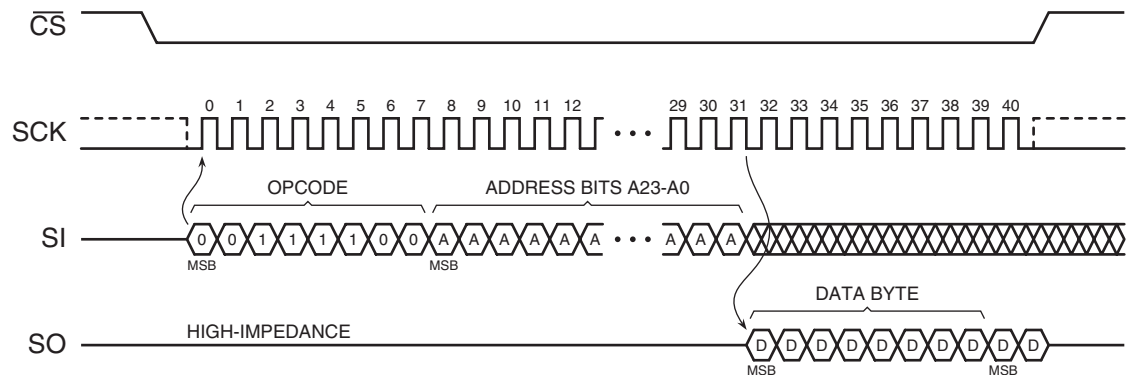 CS
0 1 2 3 4 5 6 7 8 9 10 11 12 29 30 31 32 33 34 35 36 37 38 39 40
SCK
OPCODE ADDRESS BITS A23-A0
SI 0 0 1 1 1 1 0 0 A A A A A A A A A
MSB MSB
DATA BYTE
HIGH-IMPEDANCE
SO D D D D D D D D D D
MSB MSB